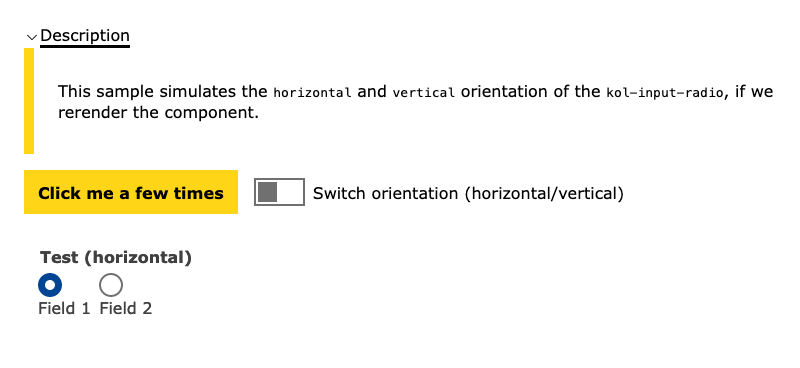 Description
This sample simulates the horizontal and vertical orientation of the kol-input-radio, if we
rerender the component.
Click me a few times
Switch orientation (horizontal/vertical)
Test (horizontal)
Field 1 Field 2